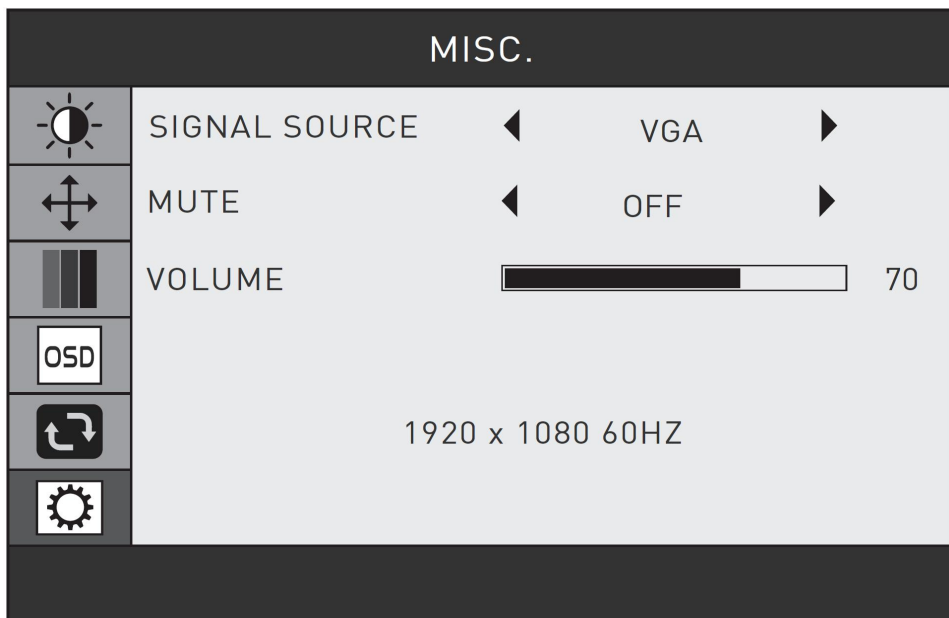 MISC.
SIGNAL SOURCE VGA
MUTE OFF
VOLUME 70
OSD
1920 x 1080 60HZ